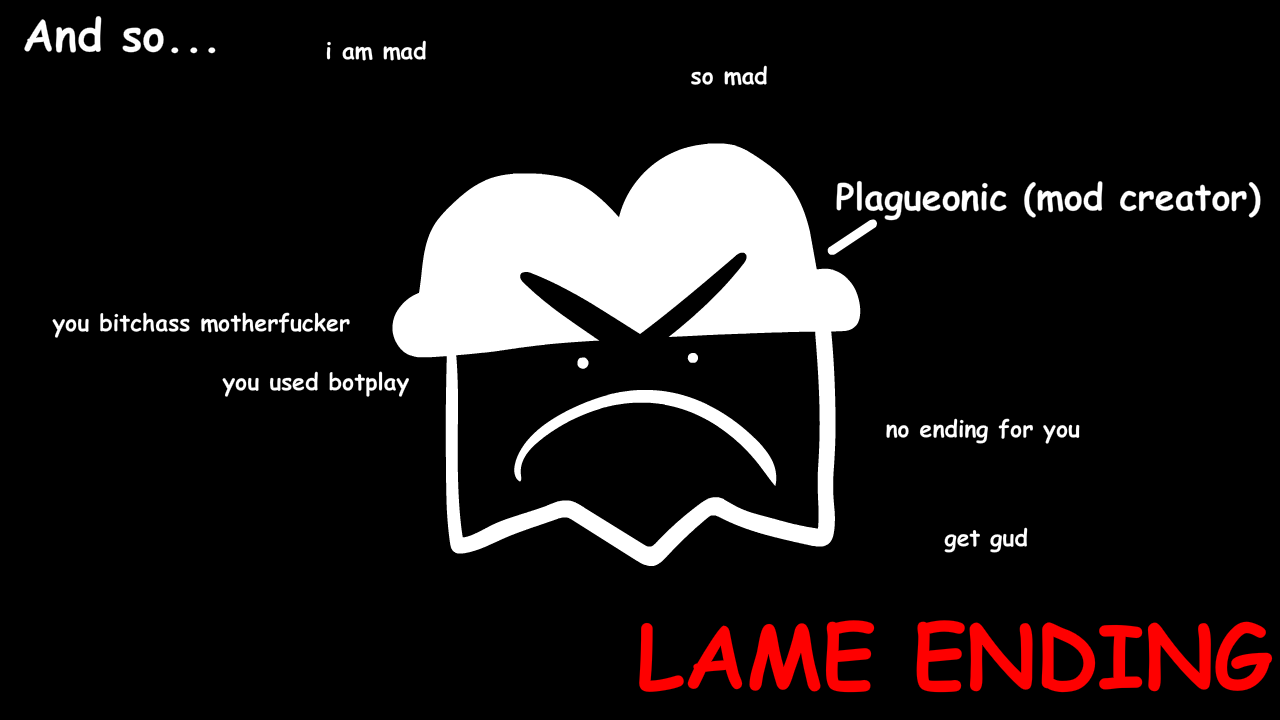 And so...
i am mad
so mad
Plagueonic (mod creator)
you bitchass motherfucker
you used botplay
no ending for you
get gud
LAME ENDING